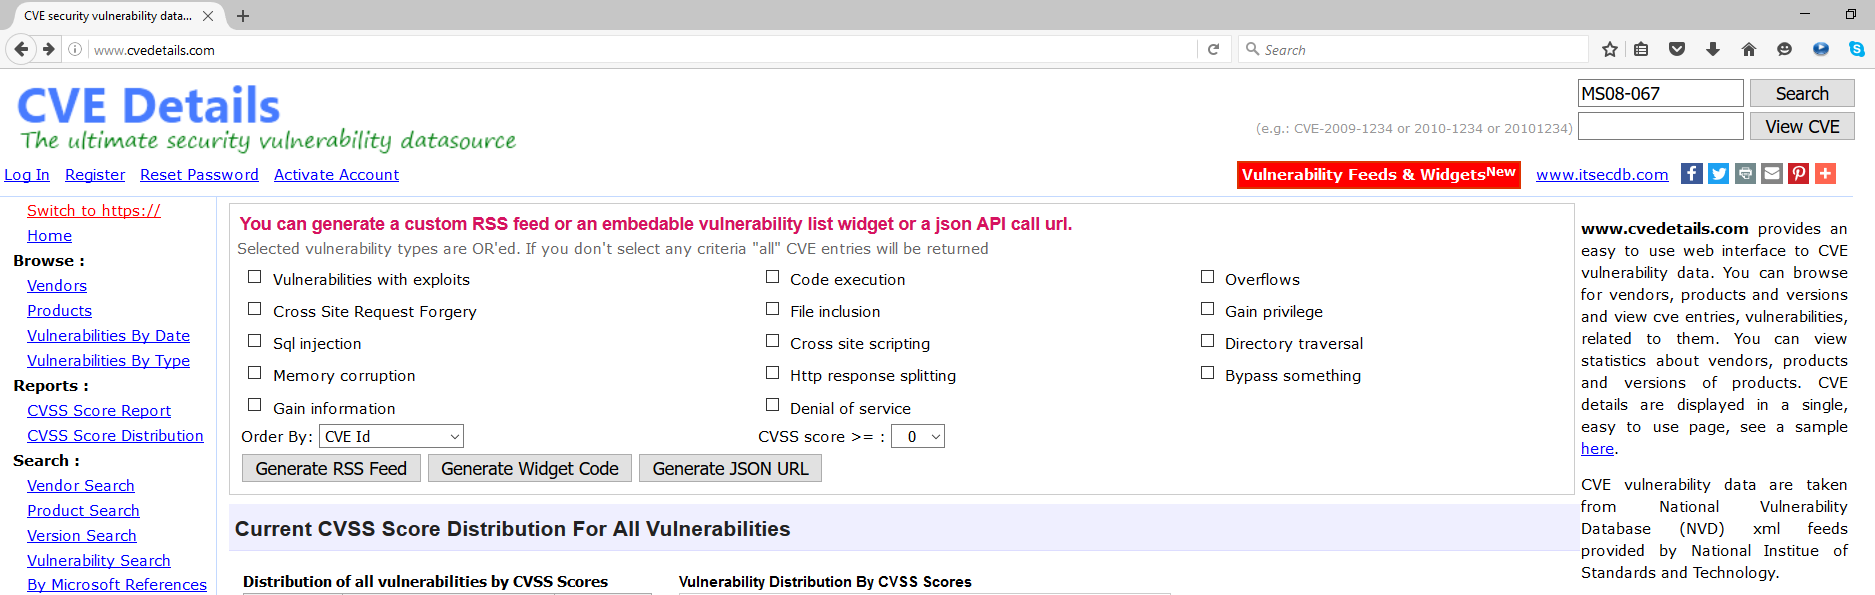 CVE security vulnerability data...
www.cvedetails.com
Search
CVE Details
The ultimate security vulnerability datasource
MS08-067
Search
(e.g.: CVE-2009-1234 or 2010-1234 or 20101234)
View CVE
Log In Register Reset Password Activate Account
Vulnerability Feeds & WidgetsNew www.itsecdb.com
Switch to https://
Home
Browse :
Vendors
Products
Vulnerabilities By Date
Vulnerabilities By Type
Reports :
CVSS Score Report
CVSS Score Distribution
Search :
Vendor Search
Product Search
Version Search
Vulnerability Search
By Microsoft References
You can generate a custom RSS feed or an embedable vulnerability list widget or a json API call url.
Selected vulnerability types are OR'ed. If you don't select any criteria "all" CVE entries will be returned
Vulnerabilities with exploits Code execution Overflows
Cross Site Request Forgery File inclusion Gain privilege
Sql injection Cross site scripting Directory traversal
Memory corruption Http response splitting Bypass something
Gain information Denial of service
Order By: CVE Id CVSS score >= : 0
Generate RSS Feed Generate Widget Code Generate JSON URL
Current CVSS Score Distribution For All Vulnerabilities
Distribution of all vulnerabilities by CVSS Scores Vulnerability Distribution By CVSS Scores
www.cvedetails.com provides an
easy to use web interface to CVE
vulnerability data. You can browse
for vendors, products and versions
and view cve entries, vulnerabilities,
related to them. You can view
statistics about vendors, products
and versions of products. CVE
details are displayed in a single,
easy to use page, see a sample
here.
CVE vulnerability data are taken
from National Vulnerability
Database (NVD) xml feeds
provided by National Institue of
Standards and Technology.